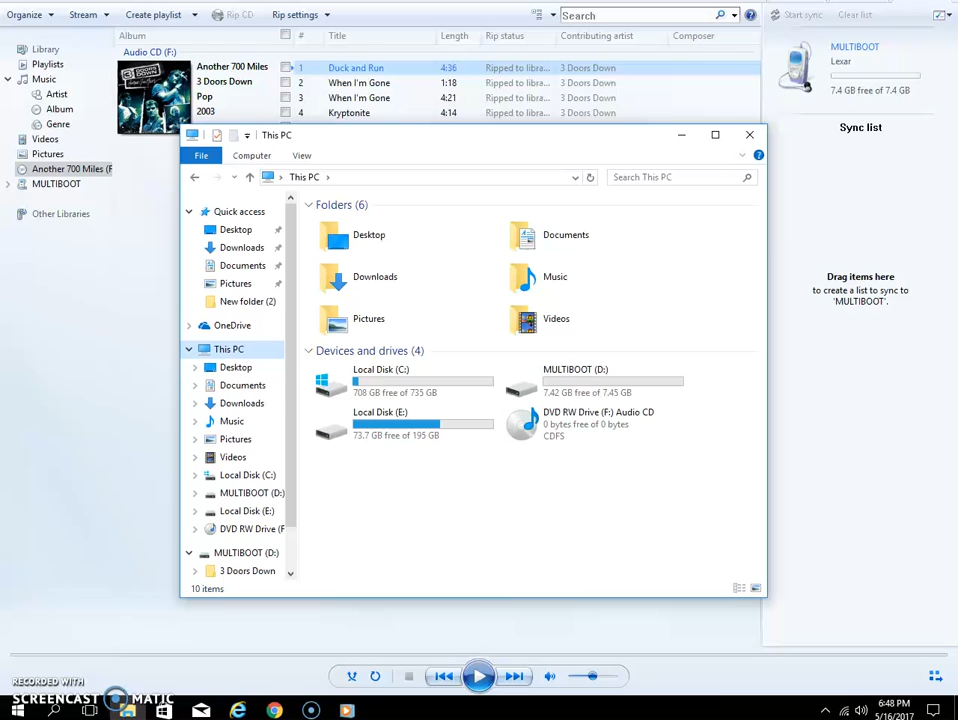 Organize Stream Create playlist Rip CD Rip settings Search Start sync Clear list
Library
Playlists
Music
Artist
Album
Genre
Videos
Pictures
Another 700 Miles (F
MULTIBOOT
Other Libraries
Album # Title Length Rip status Contributing artist Composer
Audio CD (F:)
Another 700 Miles
3 Doors Down
Pop
2003
1 Duck and Run 4:36 Ripped to libra... 3 Doors Down
2 When I'm Gone 1:18 Ripped to libra... 3 Doors Down
3 When I'm Gone 4:21 Ripped to libra... 3 Doors Down
4 Kryptonite 4:14 Ripped to libra... 3 Doors Down
MULTIBOOT
Lexar
7.4 GB free of 7.4 GB
Sync list
Drag items here
to create a list to sync to
'MULTIBOOT'.
This PC
File Computer View
This PC Search This PC
Quick access
Desktop
Downloads
Documents
Pictures
New folder (2)
OneDrive
This PC
Desktop
Documents
Downloads
Music
Pictures
Videos
Local Disk (C:)
MULTIBOOT (D:)
Local Disk (E:)
DVD RW Drive (F
MULTIBOOT (D:)
3 Doors Down
Folders (6)
Desktop Documents
Downloads Music
Pictures Videos
Devices and drives (4)
Local Disk (C:)
708 GB free of 735 GB
MULTIBOOT (D:)
7.42 GB free of 7.45 GB
Local Disk (E:)
73.7 GB free of 195 GB
DVD RW Drive (F:) Audio CD
0 bytes free of 0 bytes
CDFS
10 items
RECORDED WITH
SCREENCAST MATIC
6:48 PM
5/16/2017